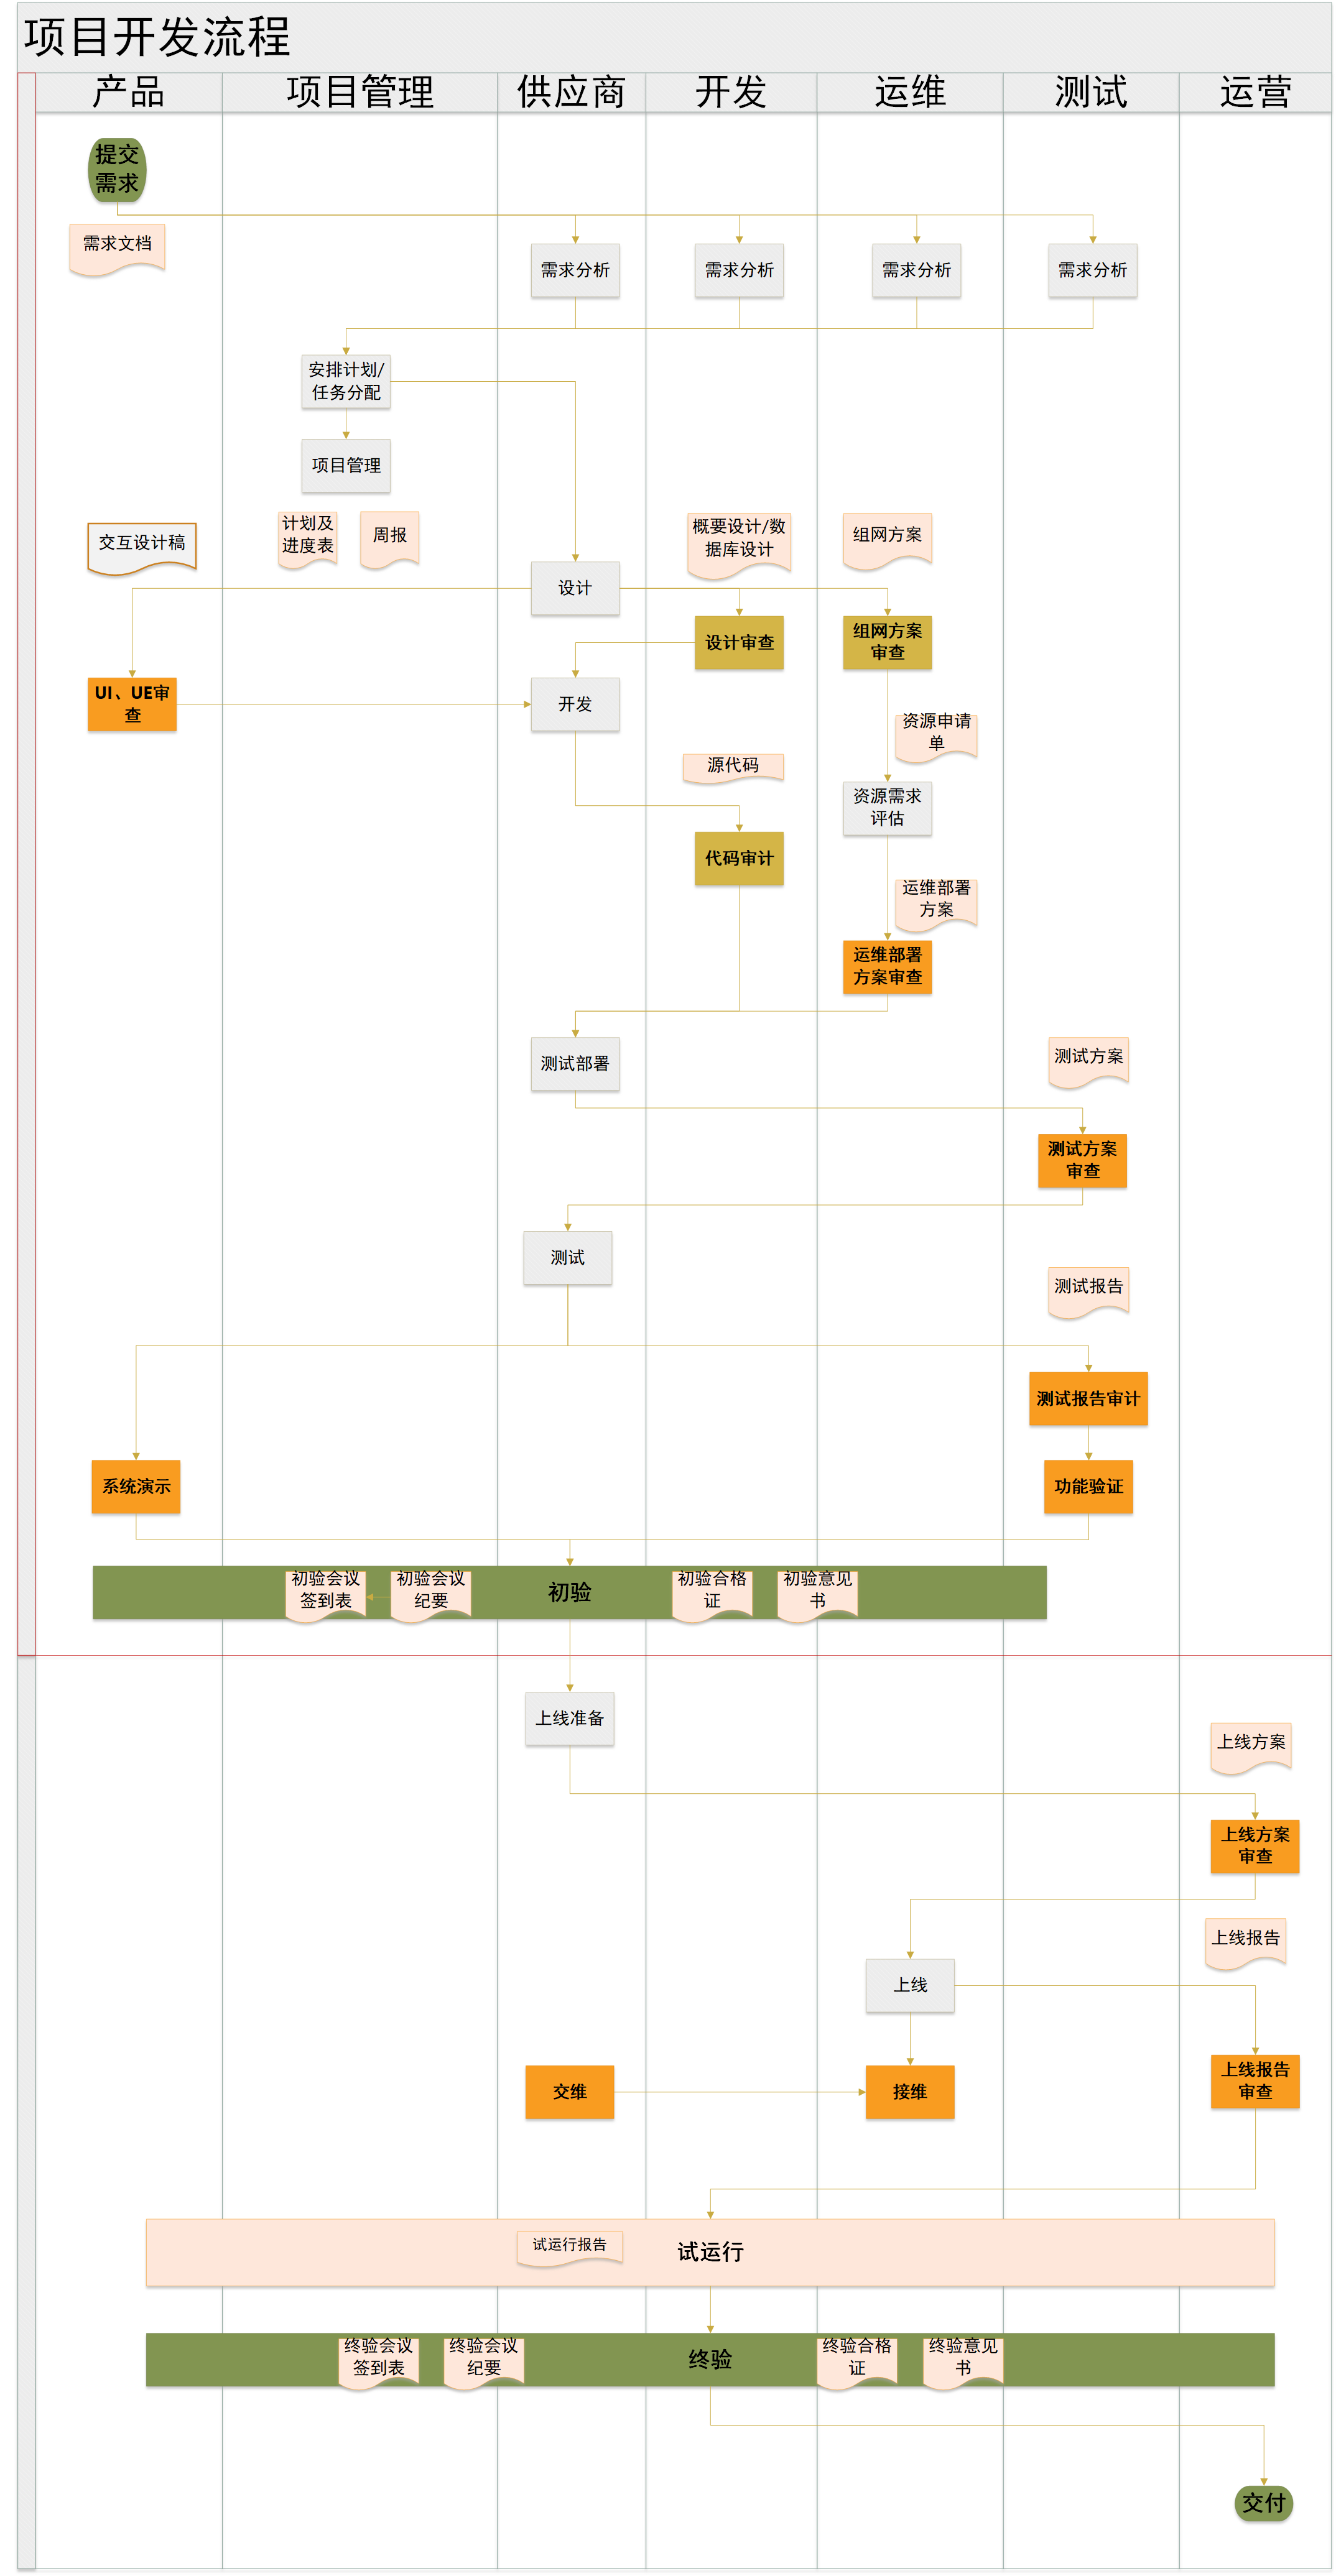 项目开发流程
产品
项目管理
供应商
开发
运维
测试
运营
提交
需求
需求文档
需求分析
需求分析
需求分析
需求分析
安排计划/
任务分配
项目管理
交互设计稿
计划及
进度表
周报
概要设计/数
据库设计
组网方案
设计
设计审查
组网方案
审查
UI、UE审
查
开发
资源申请
单
源代码
资源需求
评估
代码审计
运维部署
方案
运维部署
方案审查
测试部署
测试方案
测试方案
审查
测试
测试报告
测试报告审计
系统演示
功能验证
初验会议
签到表
初验会议
纪要
初验
初验合格
证
初验意见
书
上线准备
上线方案
上线方案
审查
上线报告
上线
交维
接维
上线报告
审查
试运行报告
试运行
终验会议
签到表
终验会议
纪要
终验
终验合格
证
终验意见
书
交付